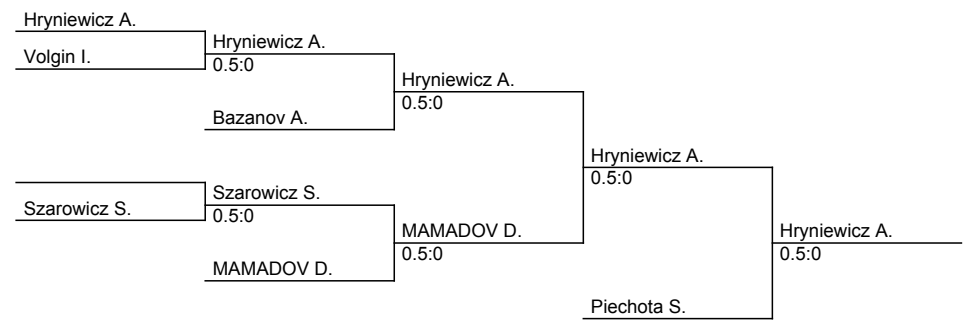 Hryniewicz A.
Volgin I.
Hryniewicz A.
0.5:0
Bazanov A.
Hryniewicz A.
0.5:0
Szarowicz S.
Szarowicz S.
0.5:0
MAMADOV D.
MAMADOV D.
0.5:0
Hryniewicz A.
0.5:0
Piechota S.
Hryniewicz A.
0.5:0